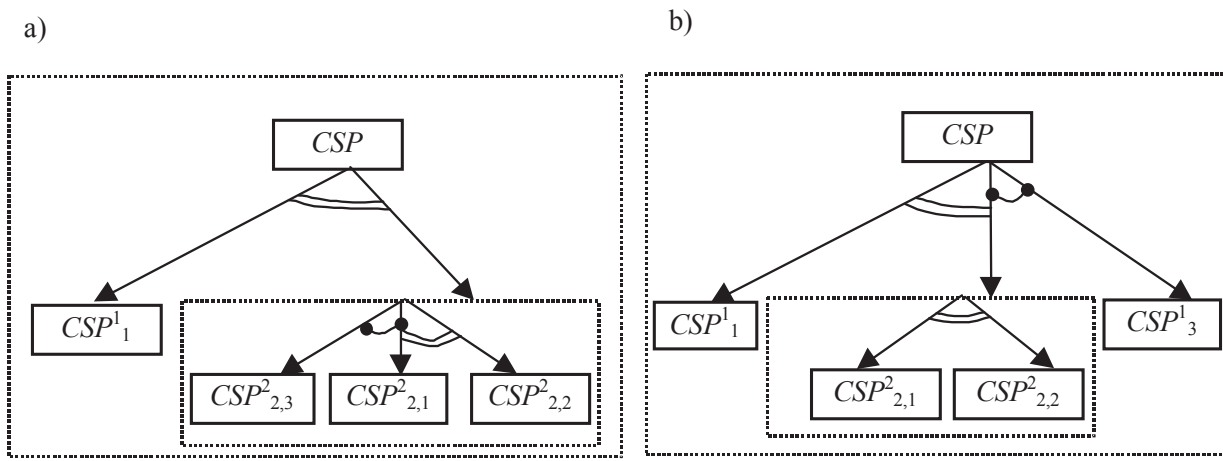 a)
b)
CSP
CSP
CSP¹₁
CSP²₂,₃
CSP²₂,₁
CSP²₂,₂
CSP¹₁
CSP¹₃
CSP²₂,₁
CSP²₂,₂